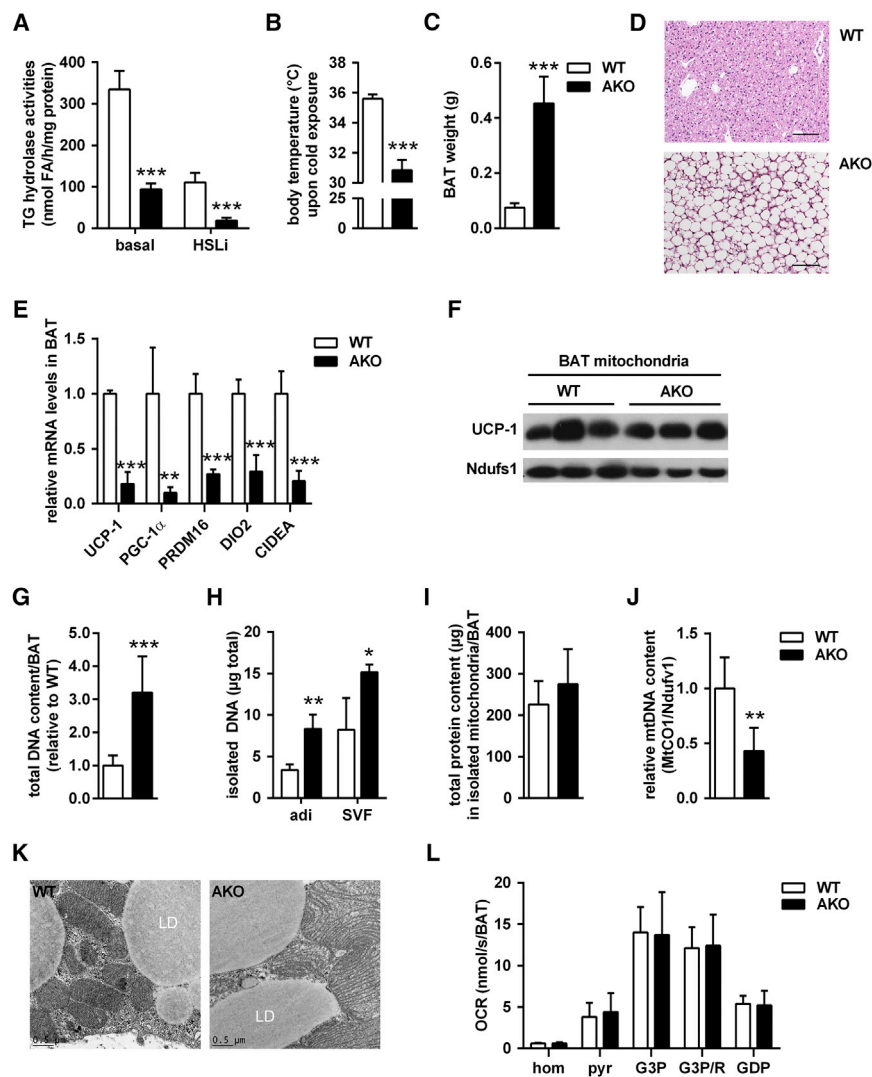 A
TG hydrolase activities
(nmol FA/h/mg protein)
400
300
200
100
0
***
***
basal
HSLi
B
body temperature (°C)
upon cold exposure
38
36
34
32
30
25
0
***
C
BAT weight (g)
0.6
0.4
0.2
0.0
***
WT
AKO
D
WT
AKO
E
relative mRNA levels in BAT
1.5
1.0
0.5
0.0
WT
AKO
***
**
***
***
***
UCP-1
PGC-1α
PRDM16
DIO2
CIDEA
F
BAT mitochondria
WT
AKO
UCP-1
Ndufs1
G
total DNA content/BAT
(relative to WT)
5.0
4.0
3.0
2.0
1.0
0.0
***
H
isolated DNA (µg total)
20
15
10
5
0
**
*
adi
SVF
I
total protein content (µg)
in isolated mitochondria/BAT
400
300
200
100
0
J
relative mtDNA content
(MtCO1/Ndufv1)
1.5
1.0
0.5
0.0
**
WT
AKO
K
WT
LD
0.5 µm
AKO
LD
0.5 µm
L
OCR (nmol/s/BAT)
20
15
10
5
0
WT
AKO
hom
pyr
G3P
G3P/R
GDP